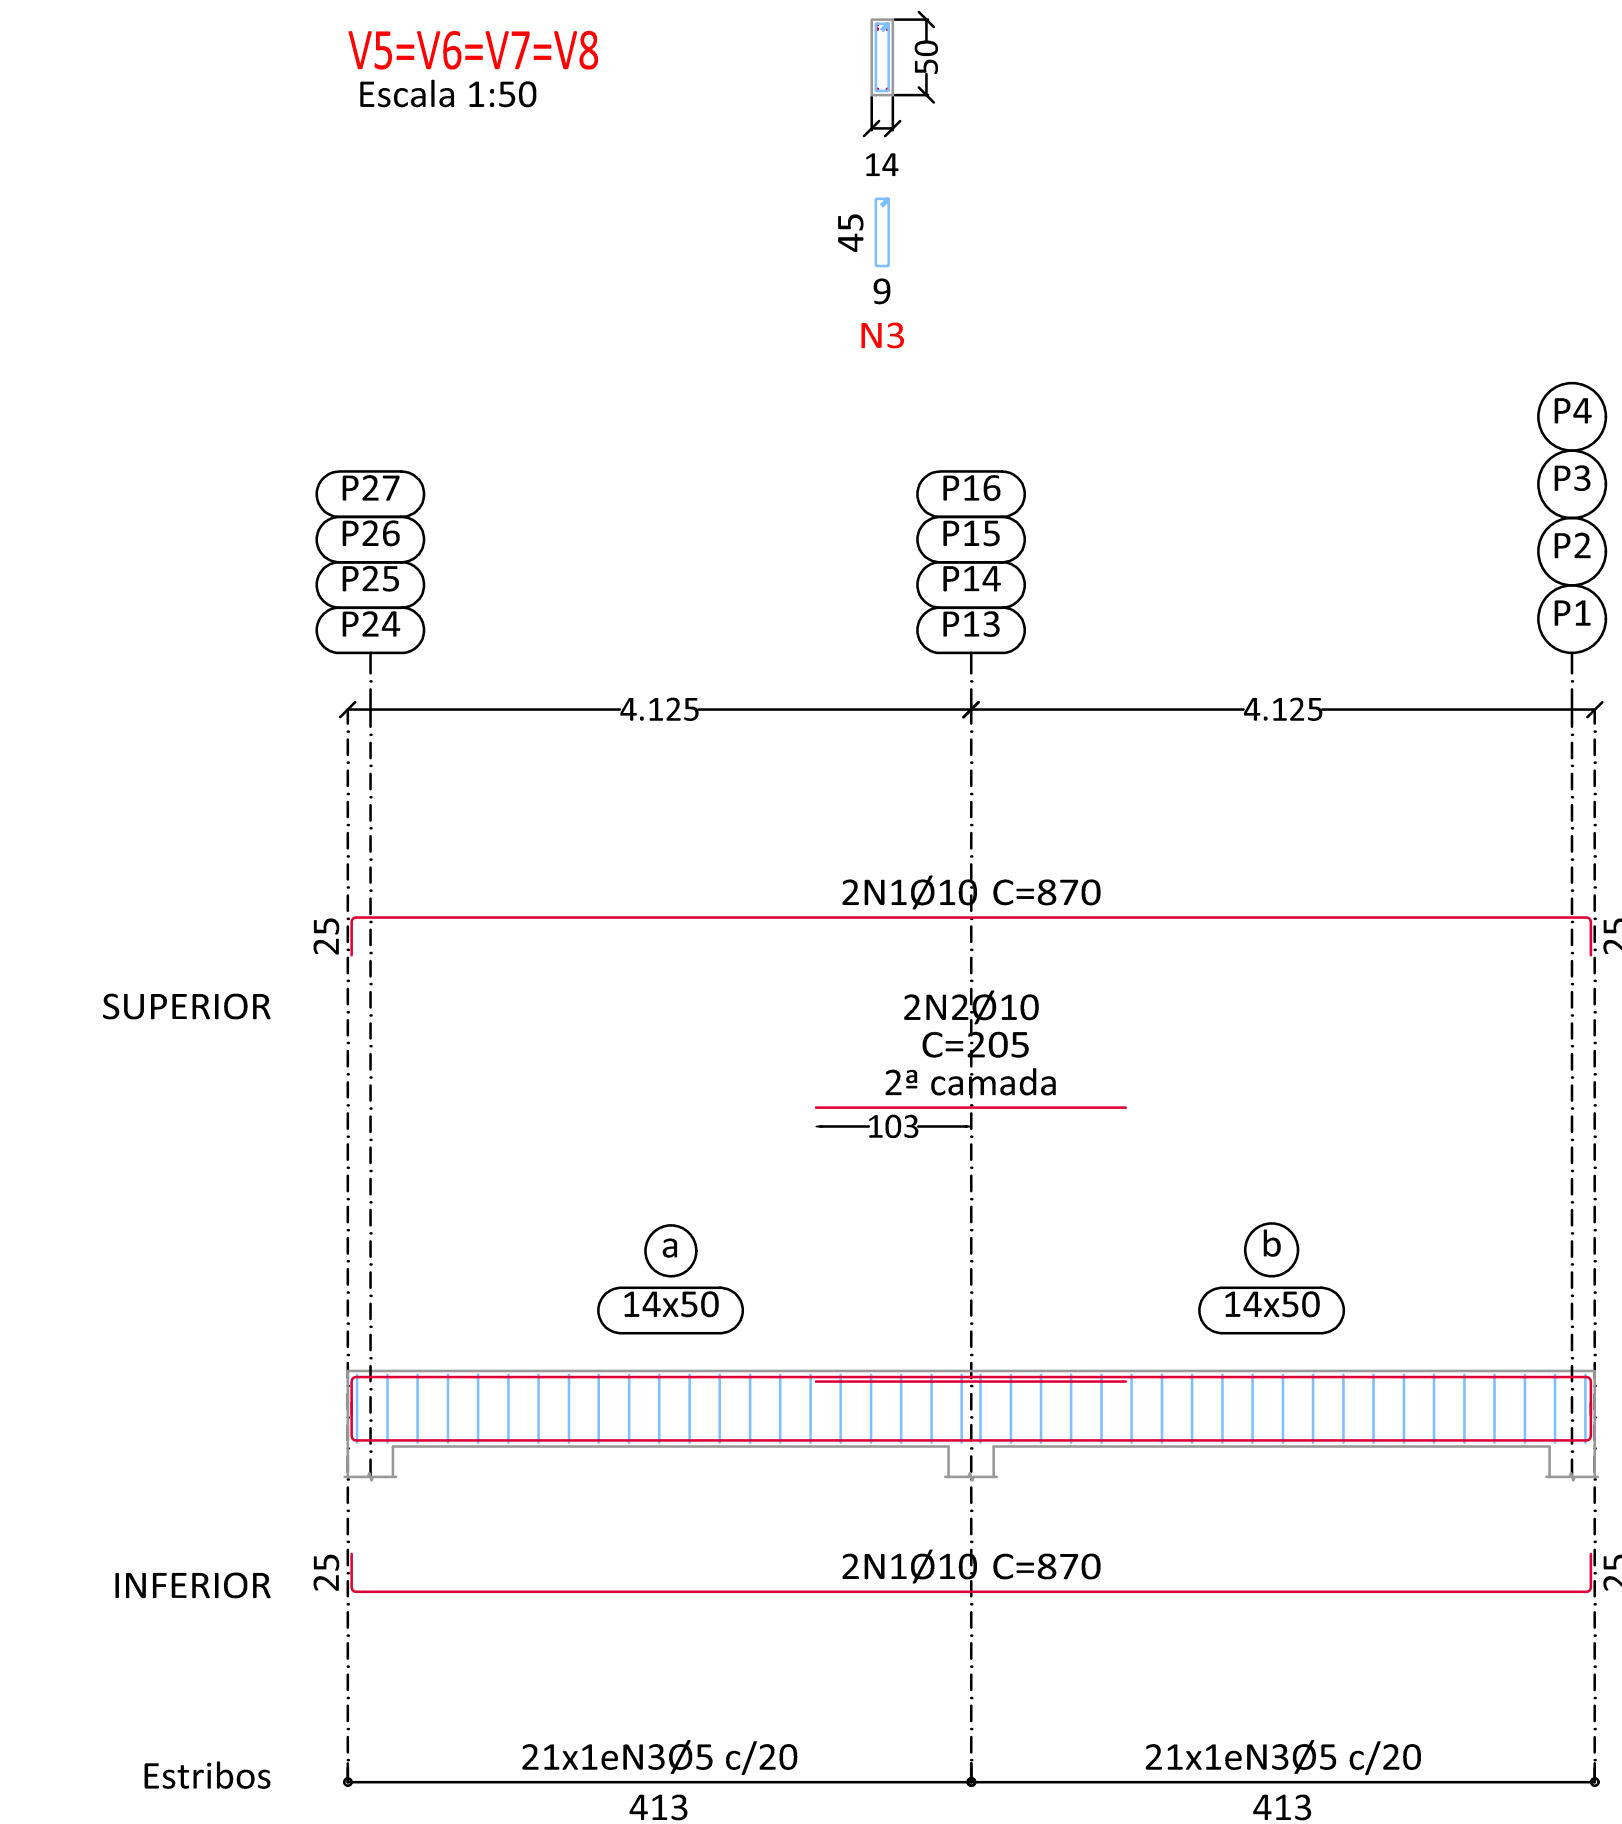 V5=V6=V7=V8
Escala 1:50
50
14
45
9
N3
P4
P3
P2
P1
P27
P26
P25
P24
P16
P15
P14
P13
4.125
4.125
2N1Ø10 C=870
25
25
SUPERIOR
2N2Ø10
C=205
2ª camada
103
a
b
14x50
14x50
INFERIOR
25
2N1Ø10 C=870
25
Estribos
21x1eN3Ø5 c/20
21x1eN3Ø5 c/20
413
413